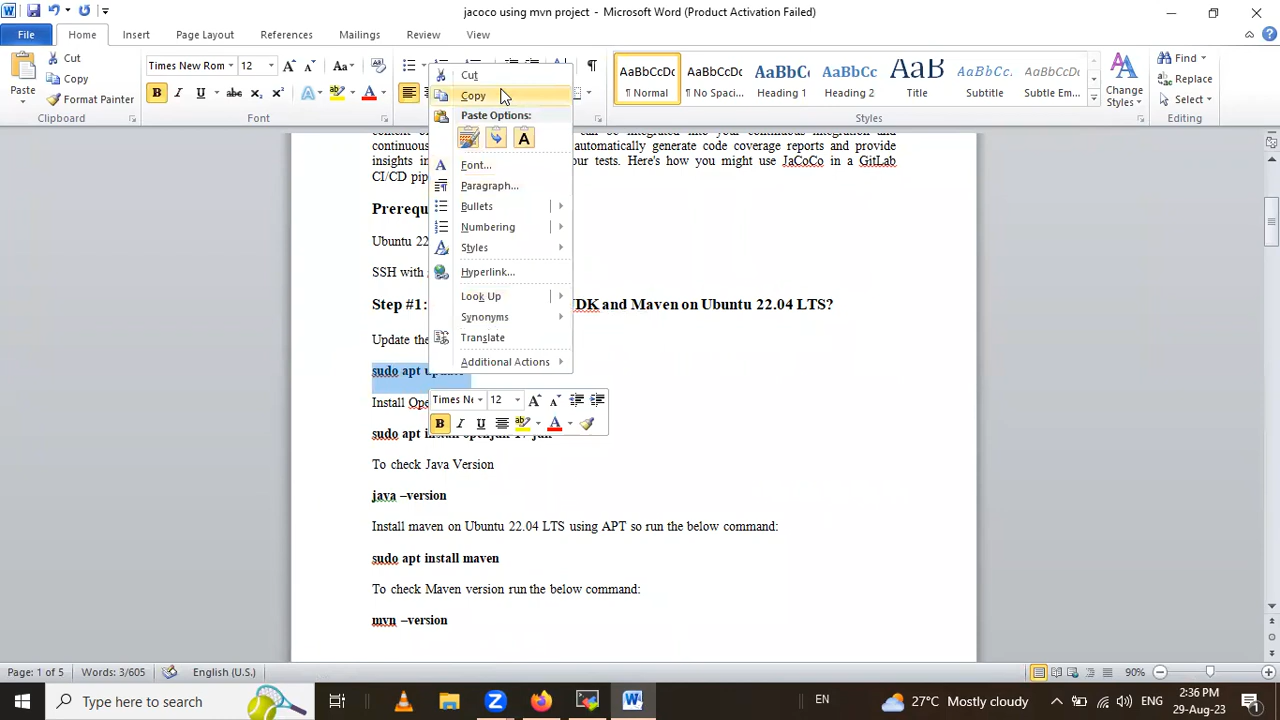 jacoco using mvn project - Microsoft Word (Product Activation Failed)
File Home Insert Page Layout References Mailings Review View
Paste
Cut
Copy
Format Painter
Clipboard
Times New Rom 12
Font
AaBbCcDc
¶ Normal
AaBbCcDc
¶ No Spaci...
AaBbCc
Heading 1
AaBbCc
Heading 2
AaB
Title
AaBbCc.
Subtitle
AaBbCcDc
Subtle Em...
Change
Styles
Styles
Find
Replace
Select
Editing
Cut
Copy
Paste Options:
Font...
Paragraph...
Bullets
Numbering
Styles
Hyperlink...
Look Up
Synonyms
Translate
Additional Actions
Times Ne 12
can be integrated into your continuous integration and
continuous automatically generate code coverage reports and provide
insights in our tests. Here's how you might use JaCoCo in a GitLab
CI/CD pip
Prerequ
Ubuntu 22
SSH with
Step #1: DK and Maven on Ubuntu 22.04 LTS?
Update the
sudo apt update
Install Ope
sudo apt install openjdk-17-jdk
To check Java Version
java –version
Install maven on Ubuntu 22.04 LTS using APT so run the below command:
sudo apt install maven
To check Maven version run the below command:
mvn –version
Page: 1 of 5 Words: 3/605 English (U.S.) 90%
Type here to search
EN
27°C Mostly cloudy
ENG
2:36 PM
29-Aug-23